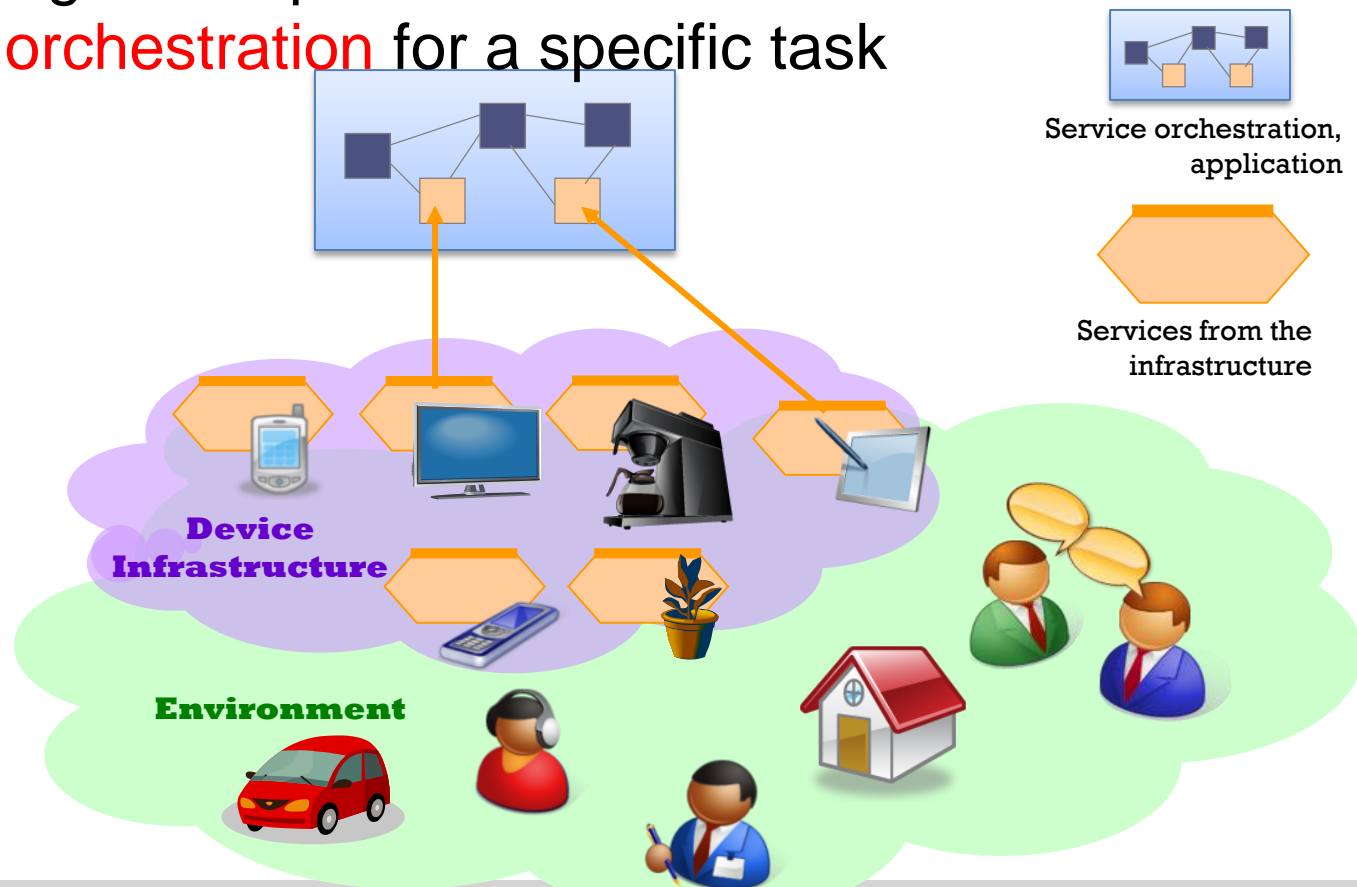 orchestration for a specific task
Service orchestration,
application
Services from the
infrastructure
Device
Infrastructure
Environment